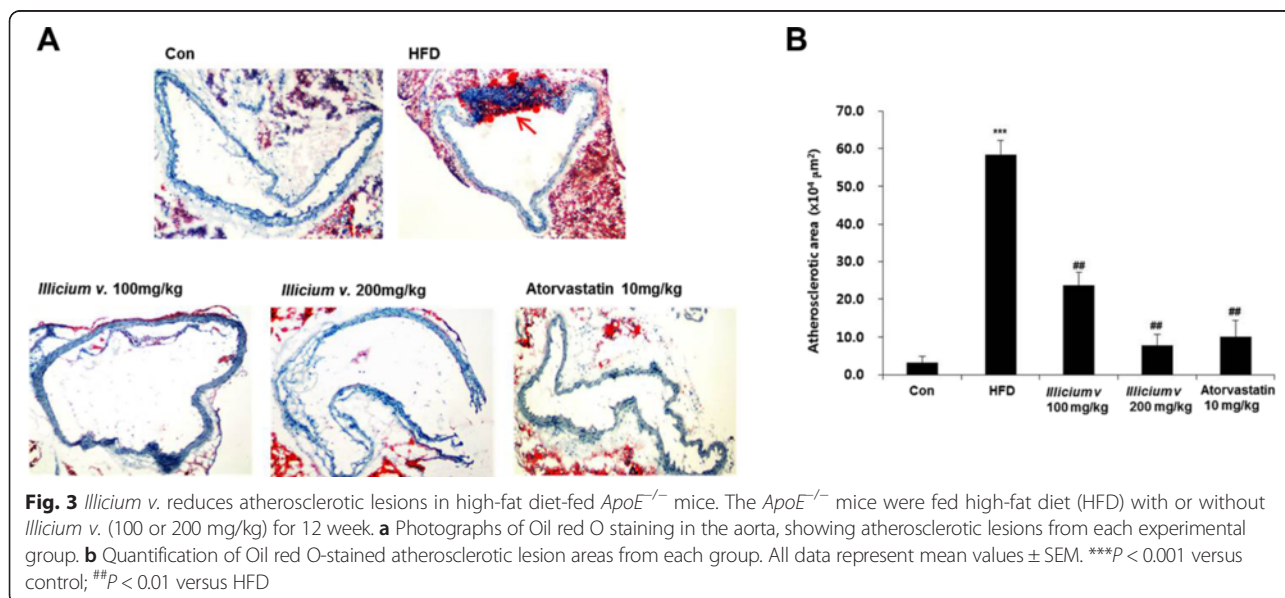 A
Con
HFD
Illicium v. 100mg/kg
Illicium v. 200mg/kg
Atorvastatin 10mg/kg
B
Atherosclerotic area (x10⁴ μm²)
70.0
60.0
50.0
40.0
30.0
20.0
10.0
0.0
***
##
##
##
Con
HFD
Illicium v
100 mg/kg
Illicium v
200 mg/kg
Atorvastatin
10 mg/kg
Fig. 3 Illicium v. reduces atherosclerotic lesions in high-fat diet-fed ApoE⁻/⁻ mice. The ApoE⁻/⁻ mice were fed high-fat diet (HFD) with or without
Illicium v. (100 or 200 mg/kg) for 12 week. a Photographs of Oil red O staining in the aorta, showing atherosclerotic lesions from each experimental
group. b Quantification of Oil red O-stained atherosclerotic lesion areas from each group. All data represent mean values ± SEM. ***P < 0.001 versus
control; ##P < 0.01 versus HFD